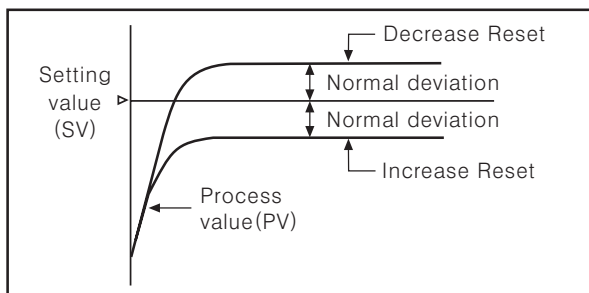 Decrease Reset
Setting
value
(SV)
Normal deviation
Normal deviation
Increase Reset
Process
value(PV)